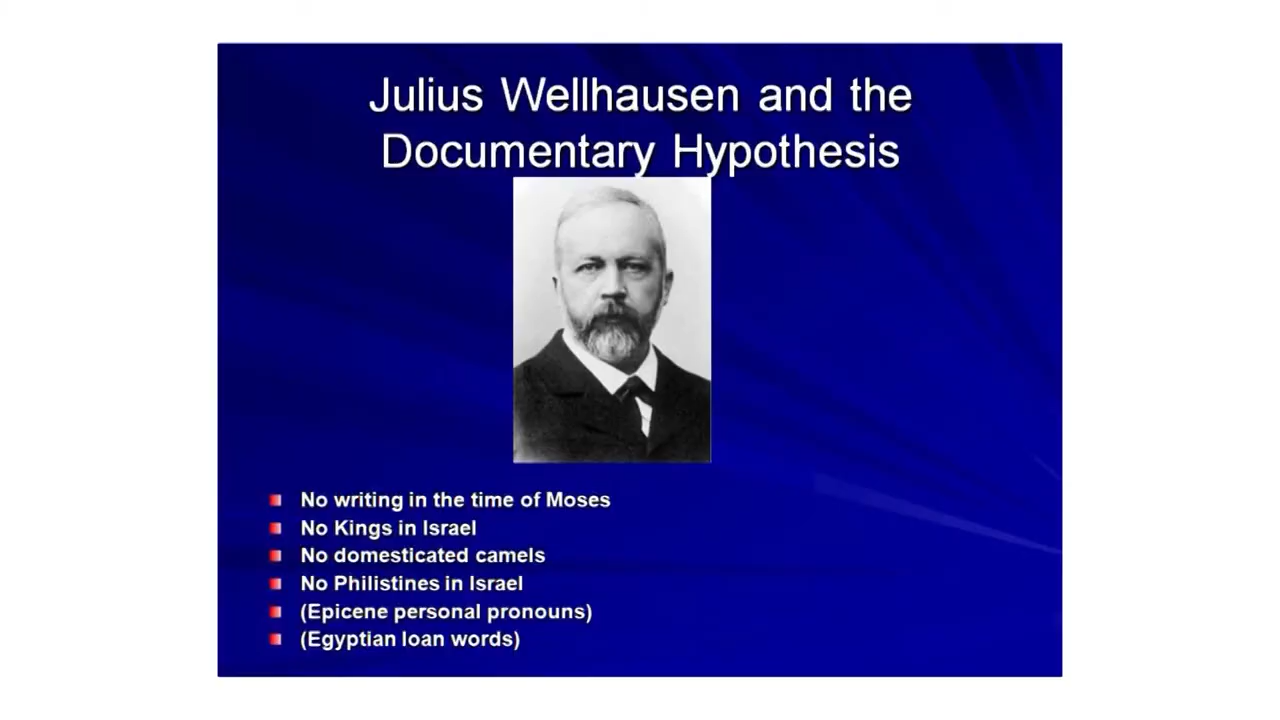 Julius Wellhausen and the
Documentary Hypothesis
No writing in the time of Moses
No Kings in Israel
No domesticated camels
No Philistines in Israel
(Epicene personal pronouns)
(Egyptian loan words)